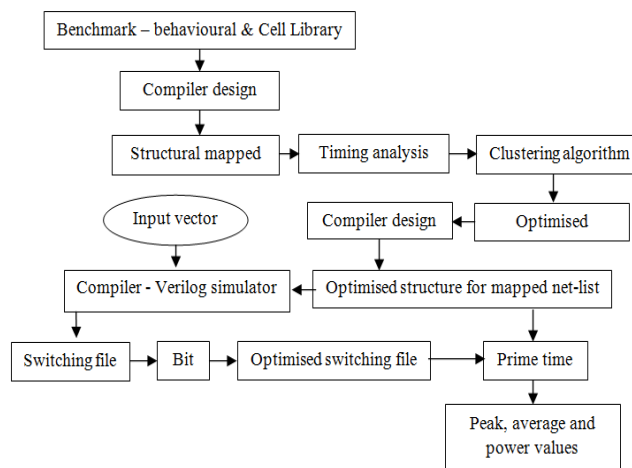 Benchmark – behavioural & Cell Library
Compiler design
Structural mapped
Timing analysis
Clustering algorithm
Input vector
Compiler design
Optimised
Compiler - Verilog simulator
Optimised structure for mapped net-list
Switching file
Bit
Optimised switching file
Prime time
Peak, average and
power values